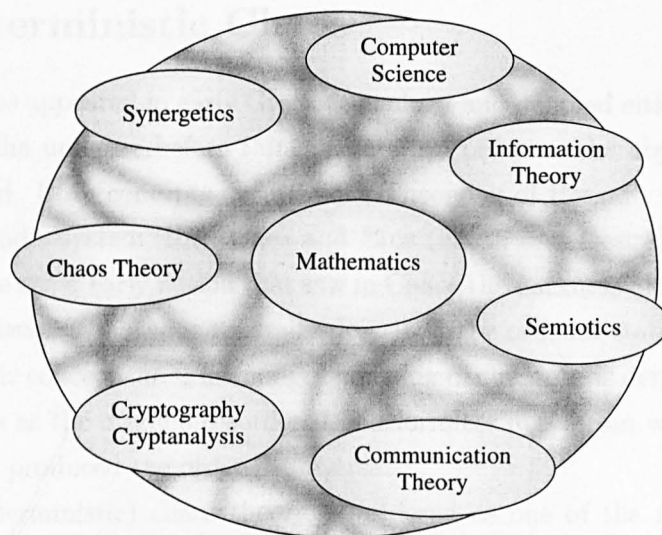 Computer
Science
Synergetics
Information
Theory
Chaos Theory
Mathematics
Semiotics
Cryptography
Cryptanalysis
Communication
Theory